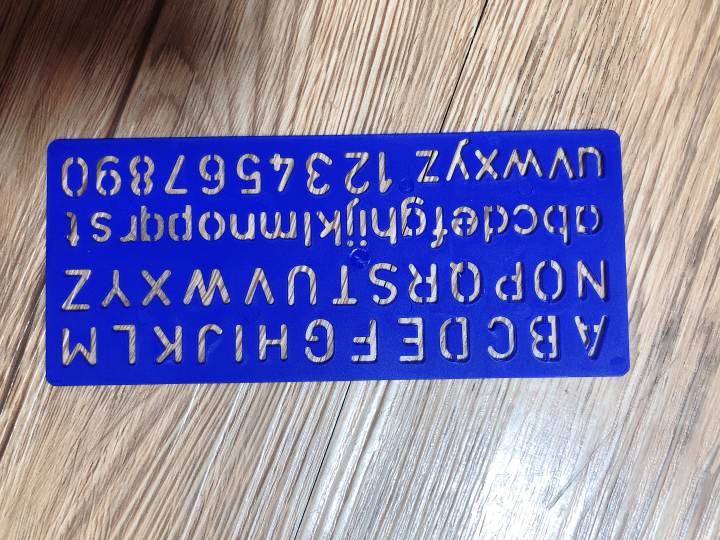 ABCDEFGHIJKLM
NOPQRSTUVWXYZ
abcdefghijklmnopqrst
uvwxyz 1234567890